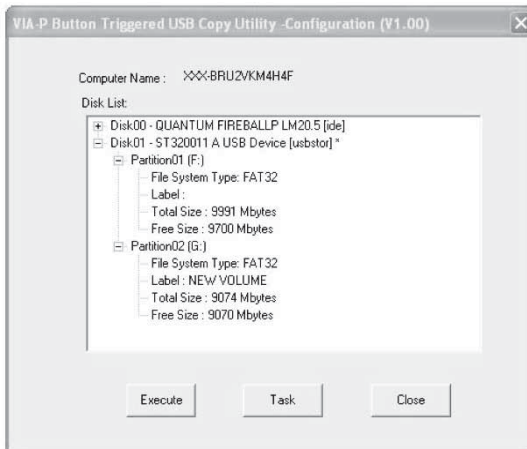 VIA-P Button Triggered USB Copy Utility -Configuration (V1.00)
Computer Name : XXX-BRU2VKM4H4F
Disk List:
Disk00 - QUANTUM FIREBALLP LM20.5 [ide]
Disk01 - ST320011 A USB Device [usbstor] *
Partition01 (F:)
File System Type: FAT32
Label :
Total Size : 9991 Mbytes
Free Size : 9700 Mbytes
Partition02 (G:)
File System Type: FAT32
Label : NEW VOLUME
Total Size : 9074 Mbytes
Free Size : 9070 Mbytes
Execute Task Close